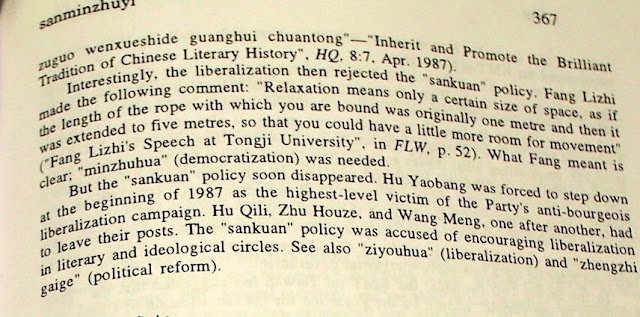 sanminzhuyi
367
zuguo wenxueshide guanghui chuantong"—"Inherit and Promote the Brilliant
Tradition of Chinese Literary History", HQ, 8:7, Apr. 1987).
Interestingly, the liberalization then rejected the "sankuan" policy. Fang Lizhi
made the following comment: "Relaxation means only a certain size of space, as if
the length of the rope with which you are bound was originally one metre and then it
was extended to five metres, so that you could have a little more room for movement"
("Fang Lizhi's Speech at Tongji University", in FLW, p. 52). What Fang meant is
clear; "minzhuhua" (democratization) was needed.
But the "sankuan" policy soon disappeared. Hu Yaobang was forced to step down
at the beginning of 1987 as the highest-level victim of the Party's anti-bourgeois
liberalization campaign. Hu Qili, Zhu Houze, and Wang Meng, one after another, had
to leave their posts. The "sankuan" policy was accused of encouraging liberalization
in literary and ideological circles. See also "ziyouhua" (liberalization) and "zhengzhi
gaige" (political reform).